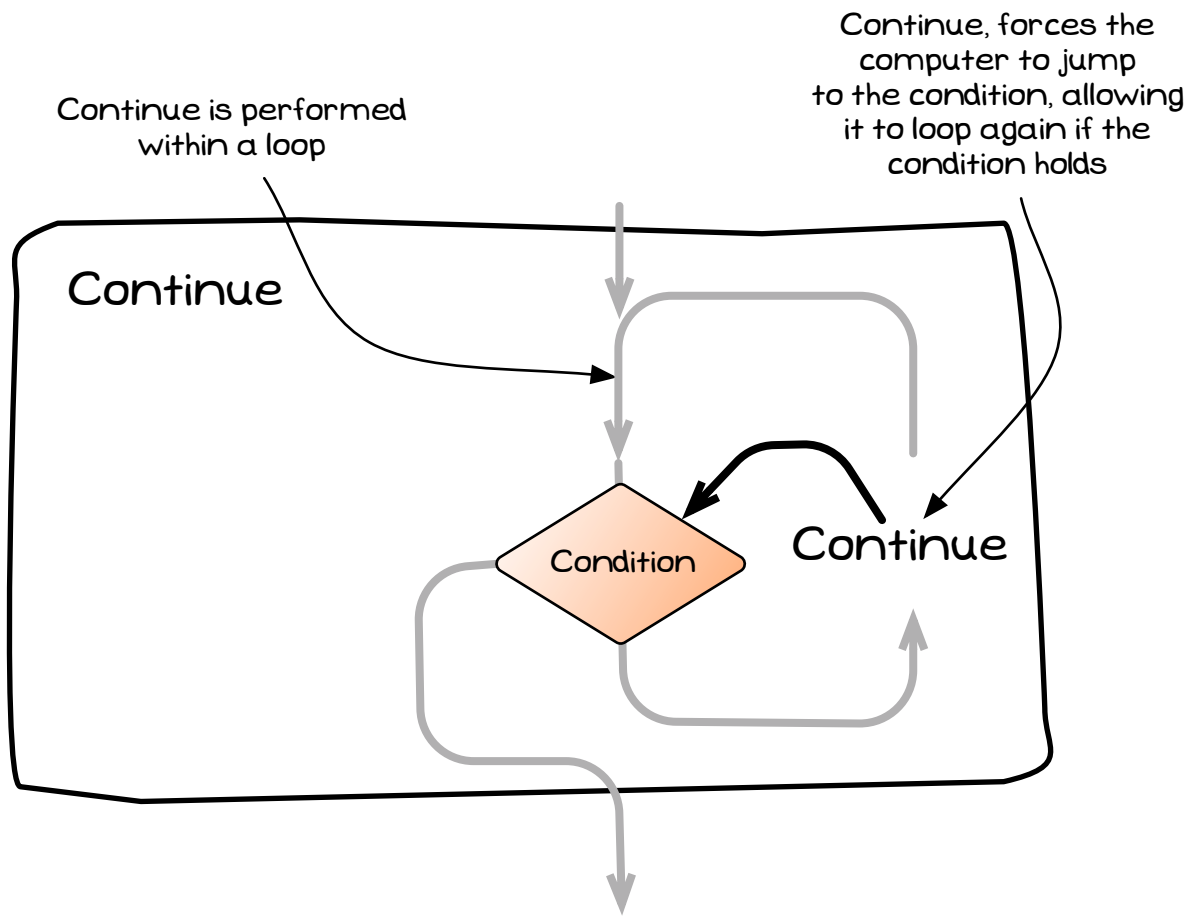 Continue, forces the
computer to jump
to the condition, allowing
it to loop again if the
condition holds
Continue is performed
within a loop
Continue
Continue
Condition